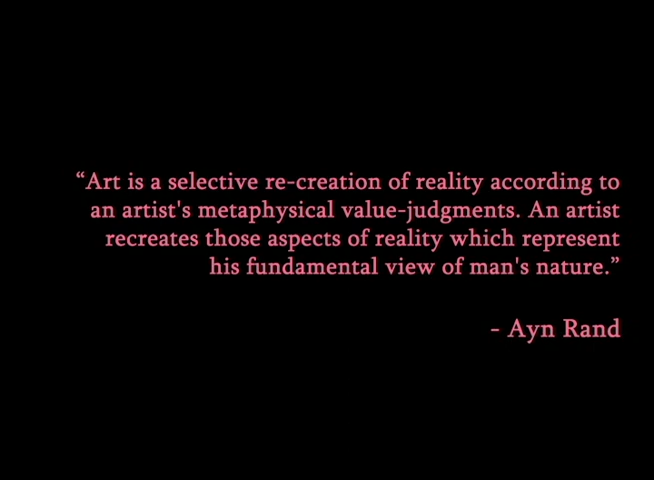 “Art is a selective re-creation of reality according to
an artist's metaphysical value-judgments. An artist
recreates those aspects of reality which represent
his fundamental view of man's nature.”
- Ayn Rand